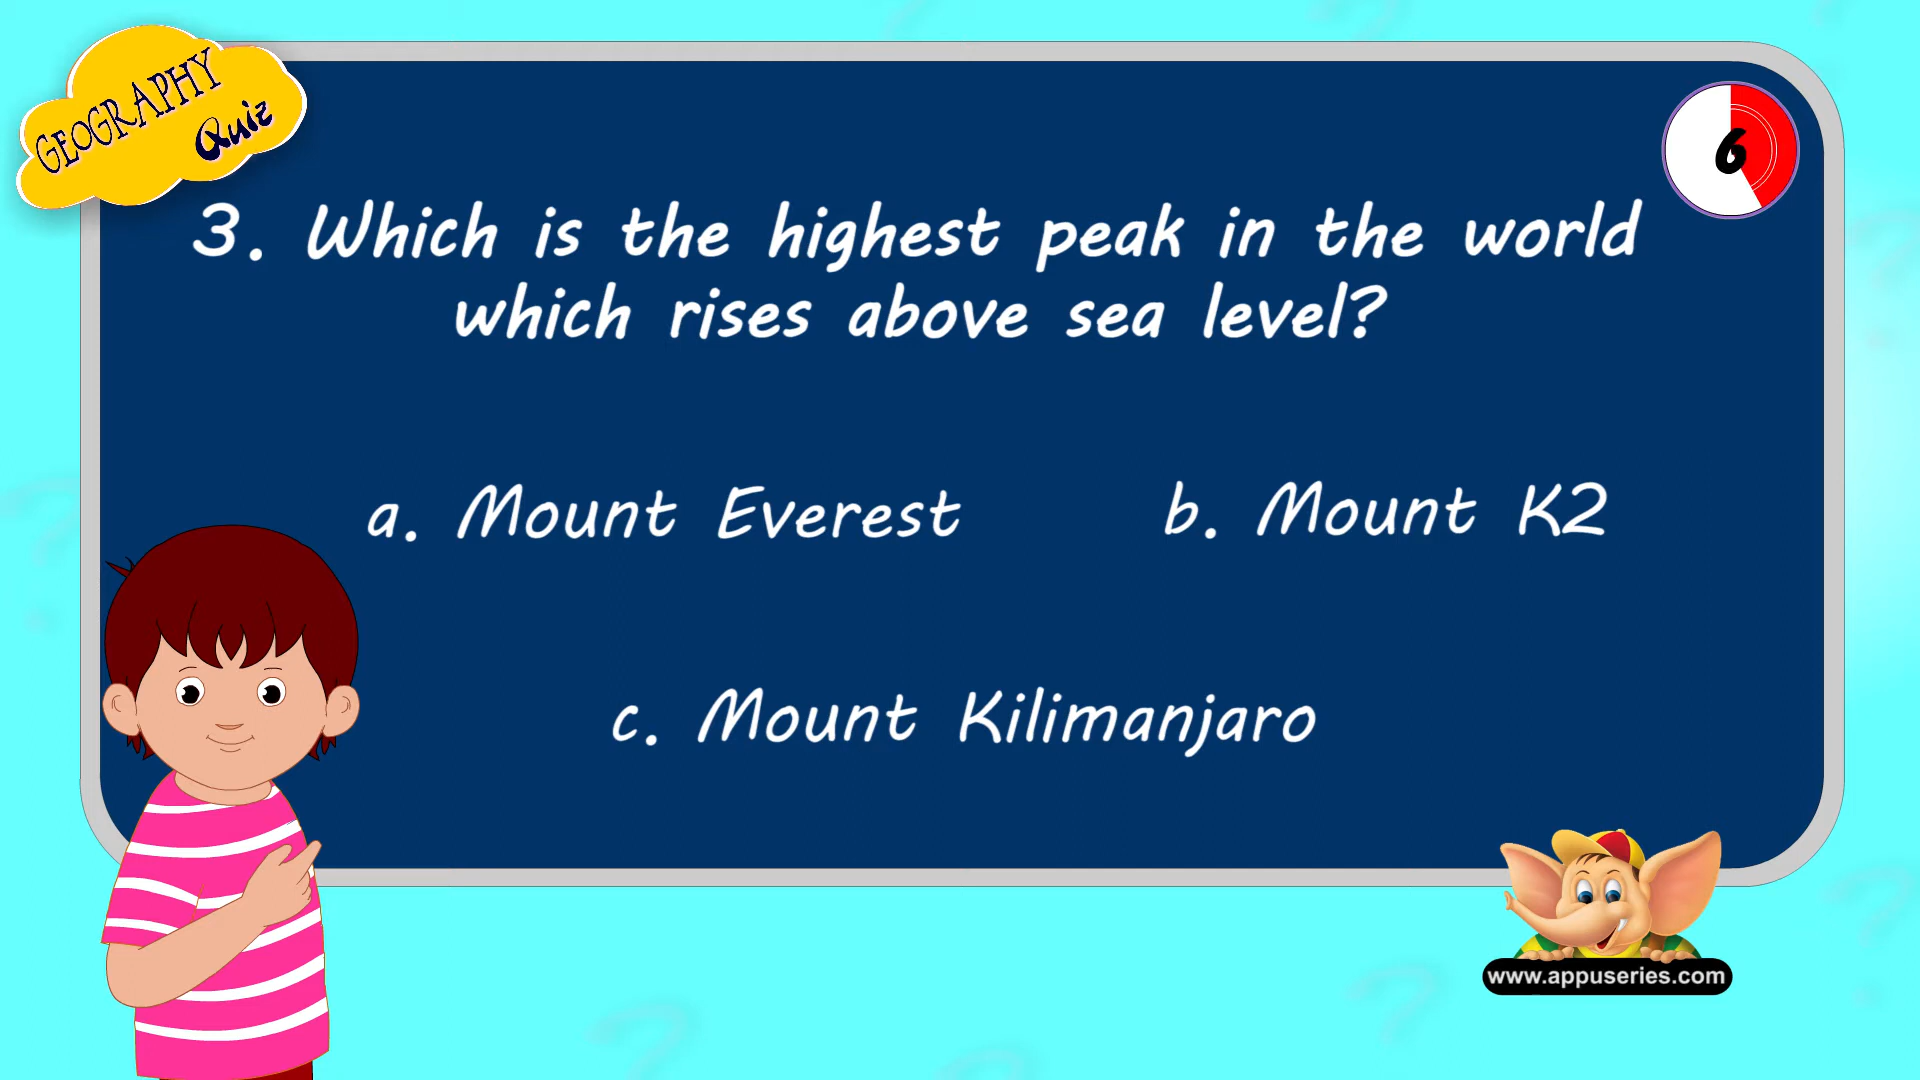 GEOGRAPHY
Quiz
6
3. Which is the highest peak in the world
which rises above sea level?
a. Mount Everest
b. Mount K2
c. Mount Kilimanjaro
www.appuseries.com